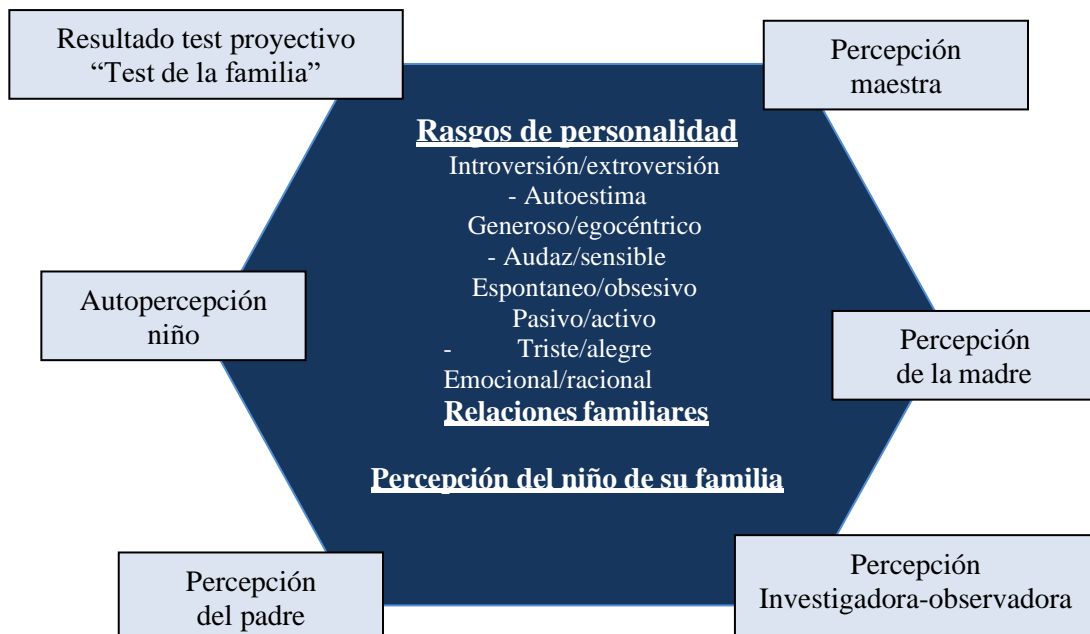 Resultado test proyectivo
“Test de la familia”
Percepción
maestra
Rasgos de personalidad
Introversión/extroversión
- Autoestima
Generoso/egocéntrico
- Audaz/sensible
Espontaneo/obsesivo
Pasivo/activo
- Triste/alegre
Emocional/racional
Relaciones familiares
Percepción del niño de su familia
Autopercepción
niño
Percepción
de la madre
Percepción
del padre
Percepción
Investigadora-observadora